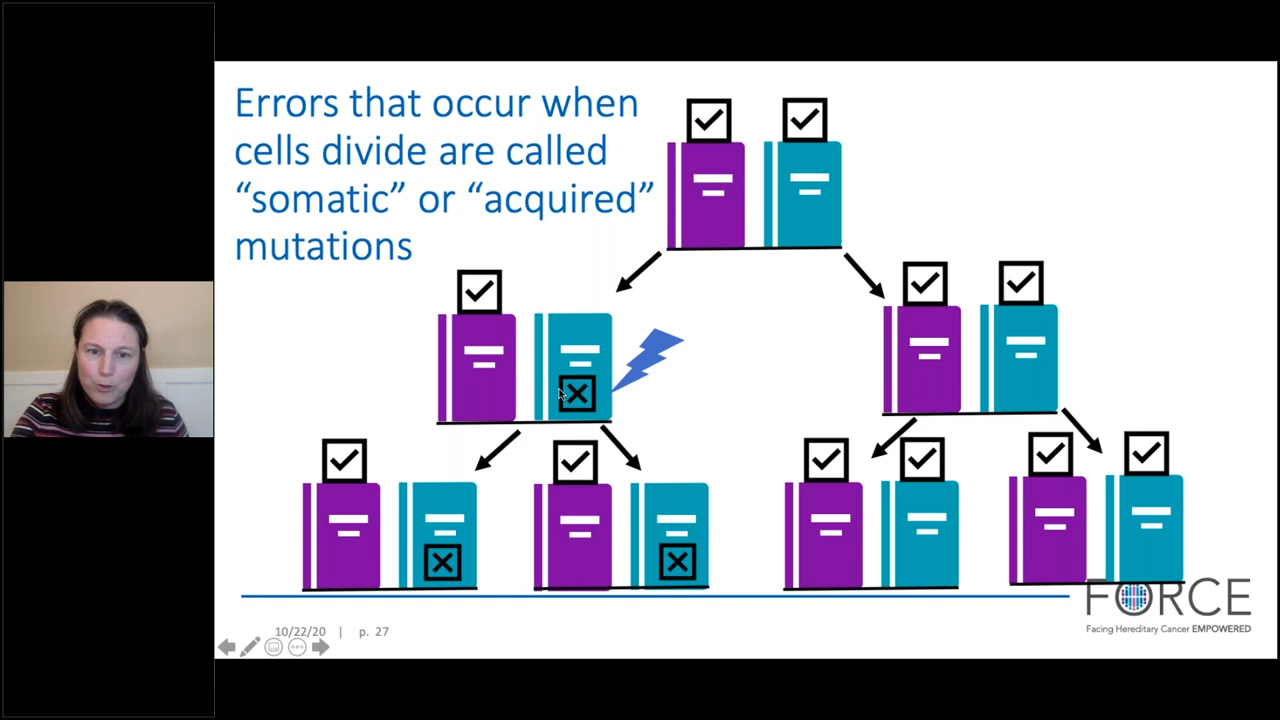 Errors that occur when
cells divide are called
“somatic” or “acquired”
mutations
10/22/20 | p. 27
FORCE
Facing Hereditary Cancer EMPOWERED